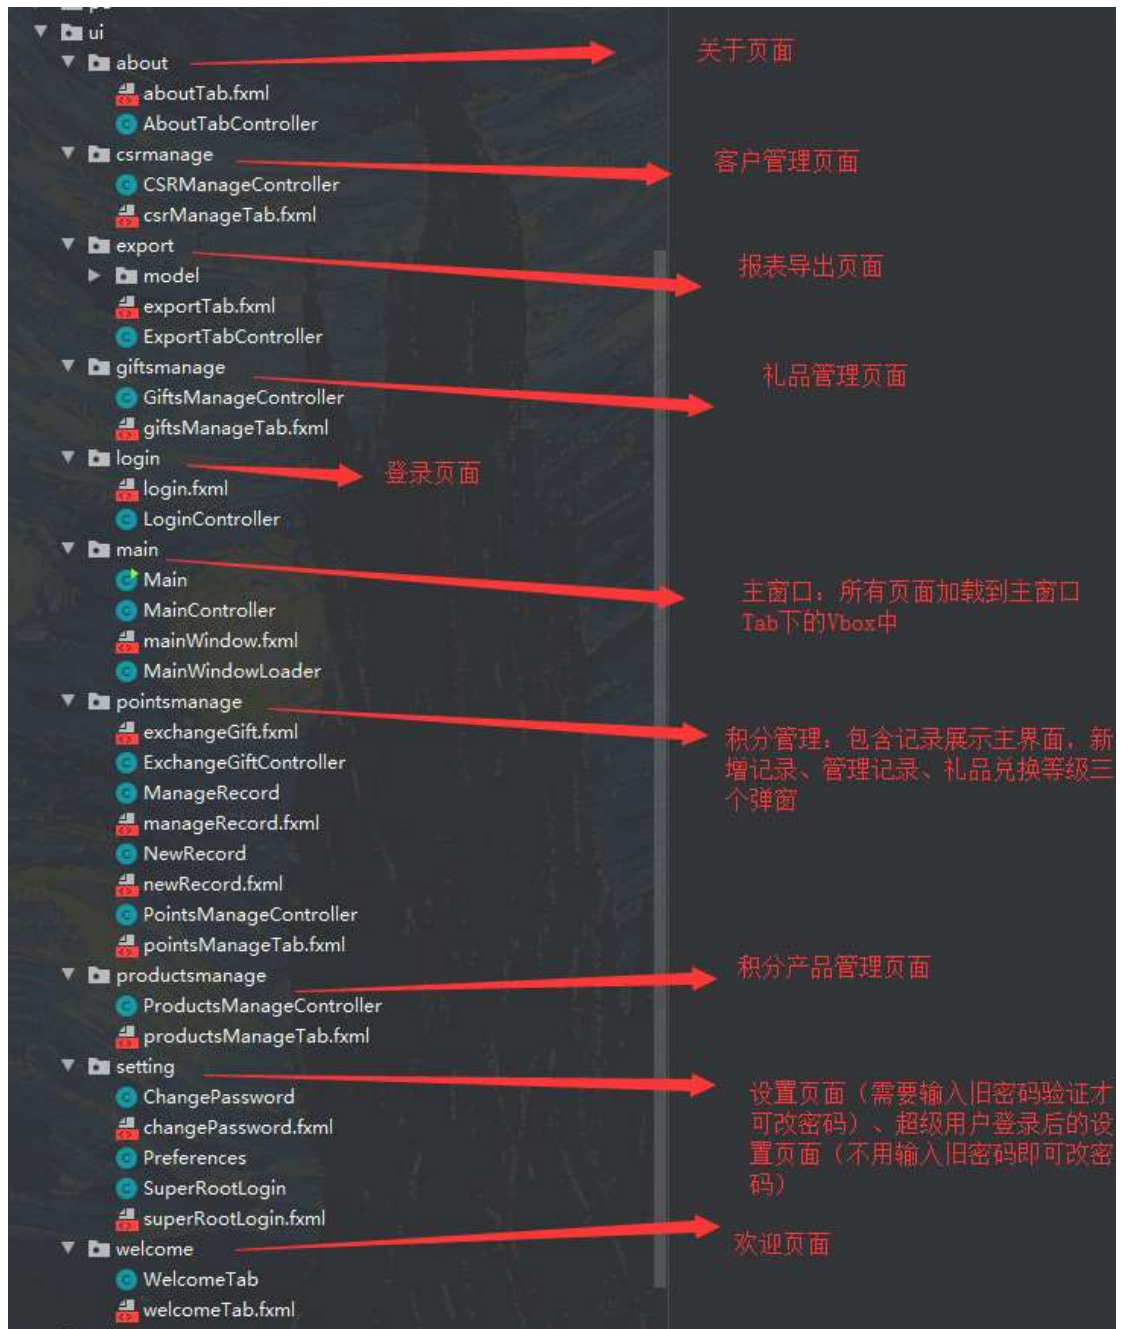 ui
about
关于页面
aboutTab.fxml
AboutTabController
csrmanage
客户管理页面
CSRManageController
csrManageTab.fxml
export
报表导出页面
model
exportTab.fxml
ExportTabController
giftsmanage
礼品管理页面
GiftsManageController
giftsManageTab.fxml
login
登录页面
login.fxml
LoginController
main
Main
主窗口：所有页面加载到主窗口
Tab下的Vbox中
MainController
mainWindow.fxml
MainWindowLoader
pointsmanage
exchangeGift.fxml
积分管理：包含记录展示主界面，新
增记录、管理记录、礼品兑换等级三
个弹窗
ExchangeGiftController
ManageRecord
manageRecord.fxml
NewRecord
newRecord.fxml
PointsManageController
pointsManageTab.fxml
productsmanage
积分产品管理页面
ProductsManageController
productsManageTab.fxml
setting
ChangePassword
设置页面（需要输入旧密码验证才
可改密码）、超级用户登录后的设
置页面（不用输入旧密码即可改密
码）
changePassword.fxml
Preferences
SuperRootLogin
superRootLogin.fxml
welcome
欢迎页面
WelcomeTab
welcomeTab.fxml